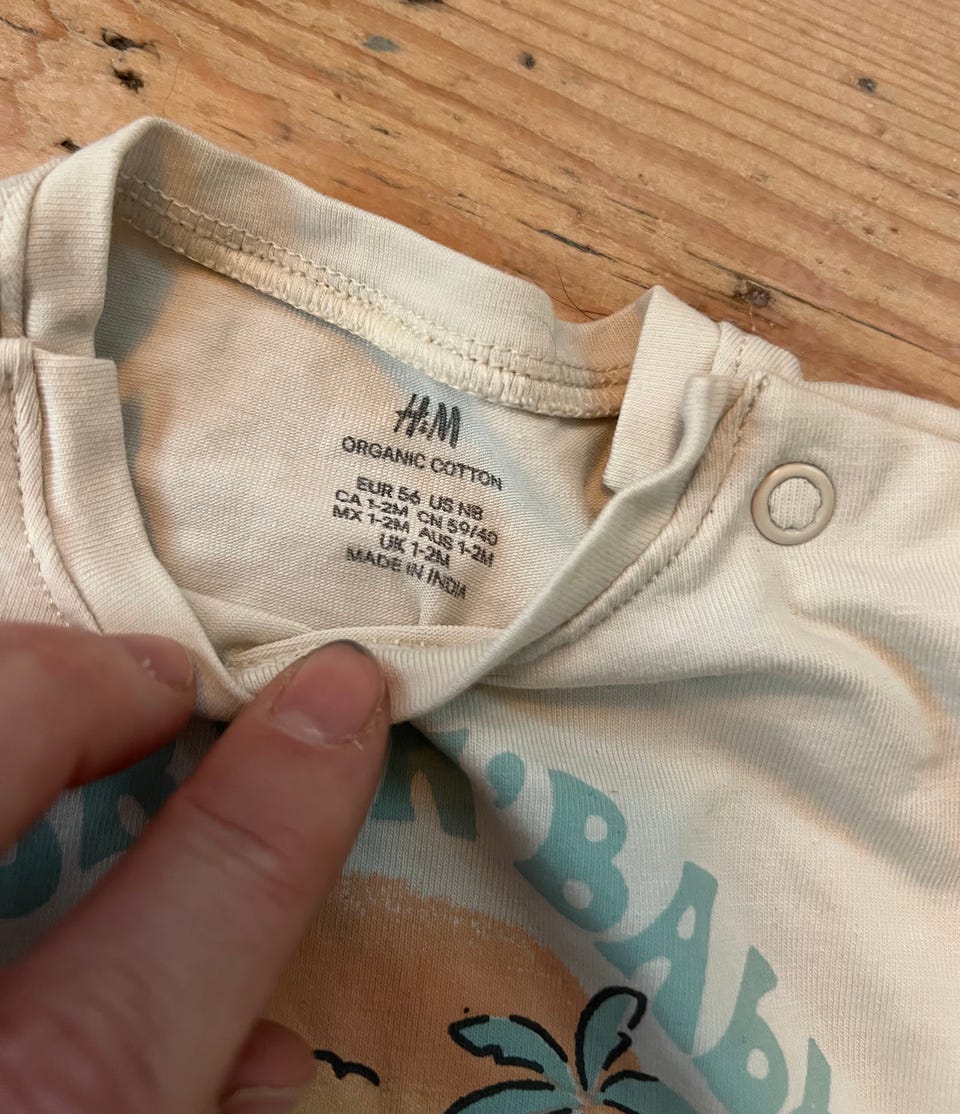 H&M
ORGANIC COTTON
EUR 56 US NB
CA 1-2M CN 59/40
MX 1-2M AUS 1-2M
UK 1-2M
MADE IN INDIA